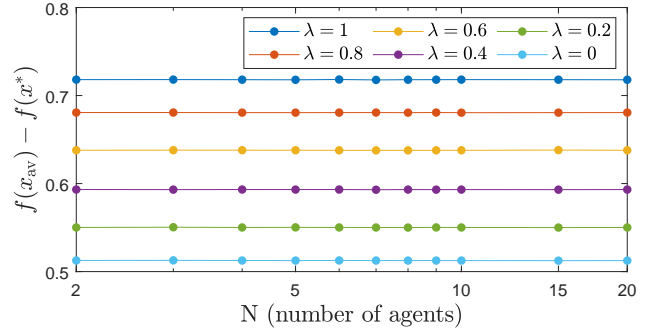 0.8
λ = 1 λ = 0.6 λ = 0.2
λ = 0.8 λ = 0.4 λ = 0
0.7
f(x_av) − f(x*)
0.6
0.5
2 5 10 15 20
N (number of agents)